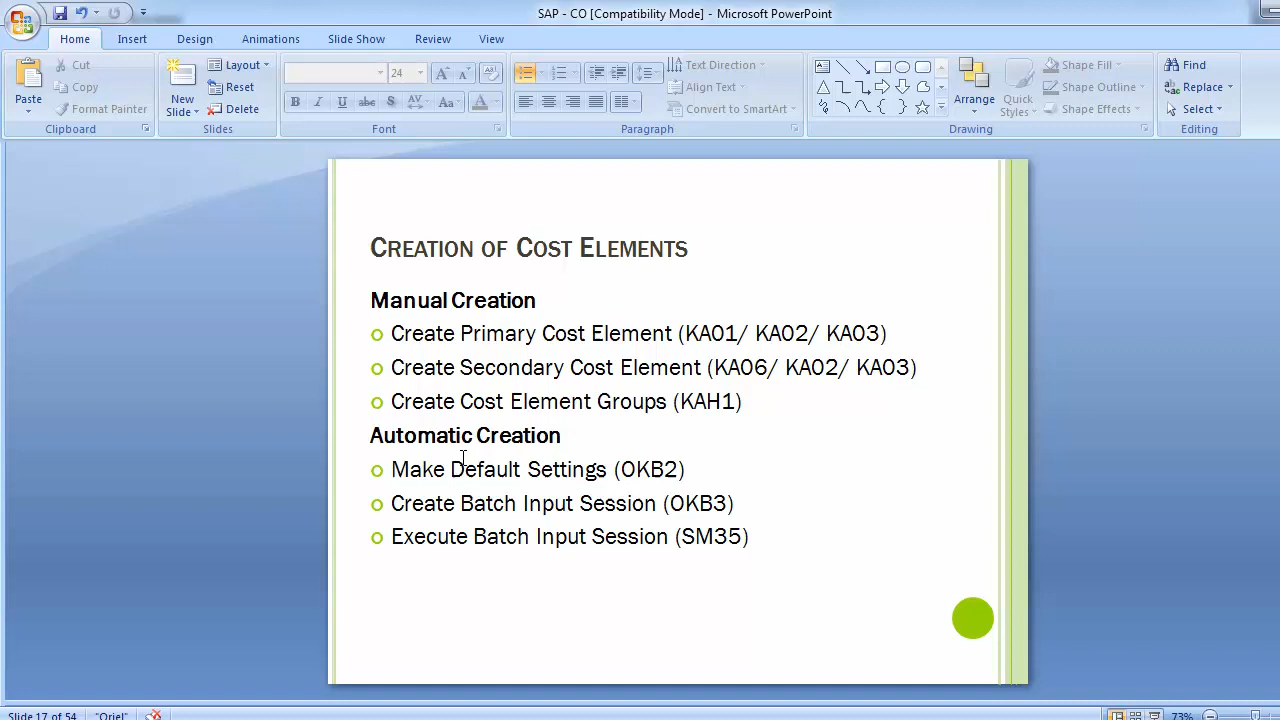 SAP - CO [Compatibility Mode] - Microsoft PowerPoint
Home Insert Design Animations Slide Show Review View
Paste
Cut
Copy
Format Painter
Clipboard
New Slide
Layout
Reset
Delete
Slides
24
B I U abc S AV Aa A
Font
Text Direction
Align Text
Convert to SmartArt
Paragraph
Arrange
Quick Styles
Shape Fill
Shape Outline
Shape Effects
Drawing
Find
Replace
Select
Editing
CREATION OF COST ELEMENTS
Manual Creation
Create Primary Cost Element (KA01/ KA02/ KA03)
Create Secondary Cost Element (KA06/ KA02/ KA03)
Create Cost Element Groups (KAH1)
Automatic Creation
Make Default Settings (OKB2)
Create Batch Input Session (OKB3)
Execute Batch Input Session (SM35)
Slide 17 of 54 "Oriel" 73%